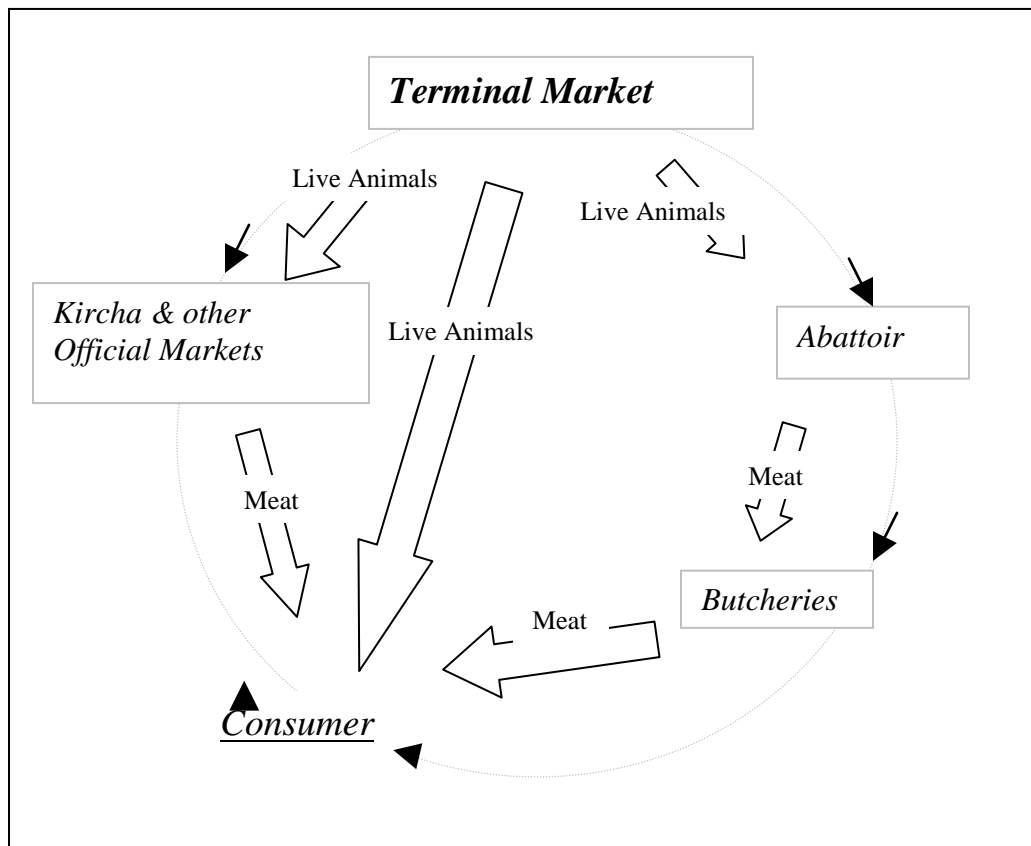 Terminal Market
Live Animals
Live Animals
Kircha & other
Official Markets
Live Animals
Abattoir
Meat
Meat
Butcheries
Meat
Consumer